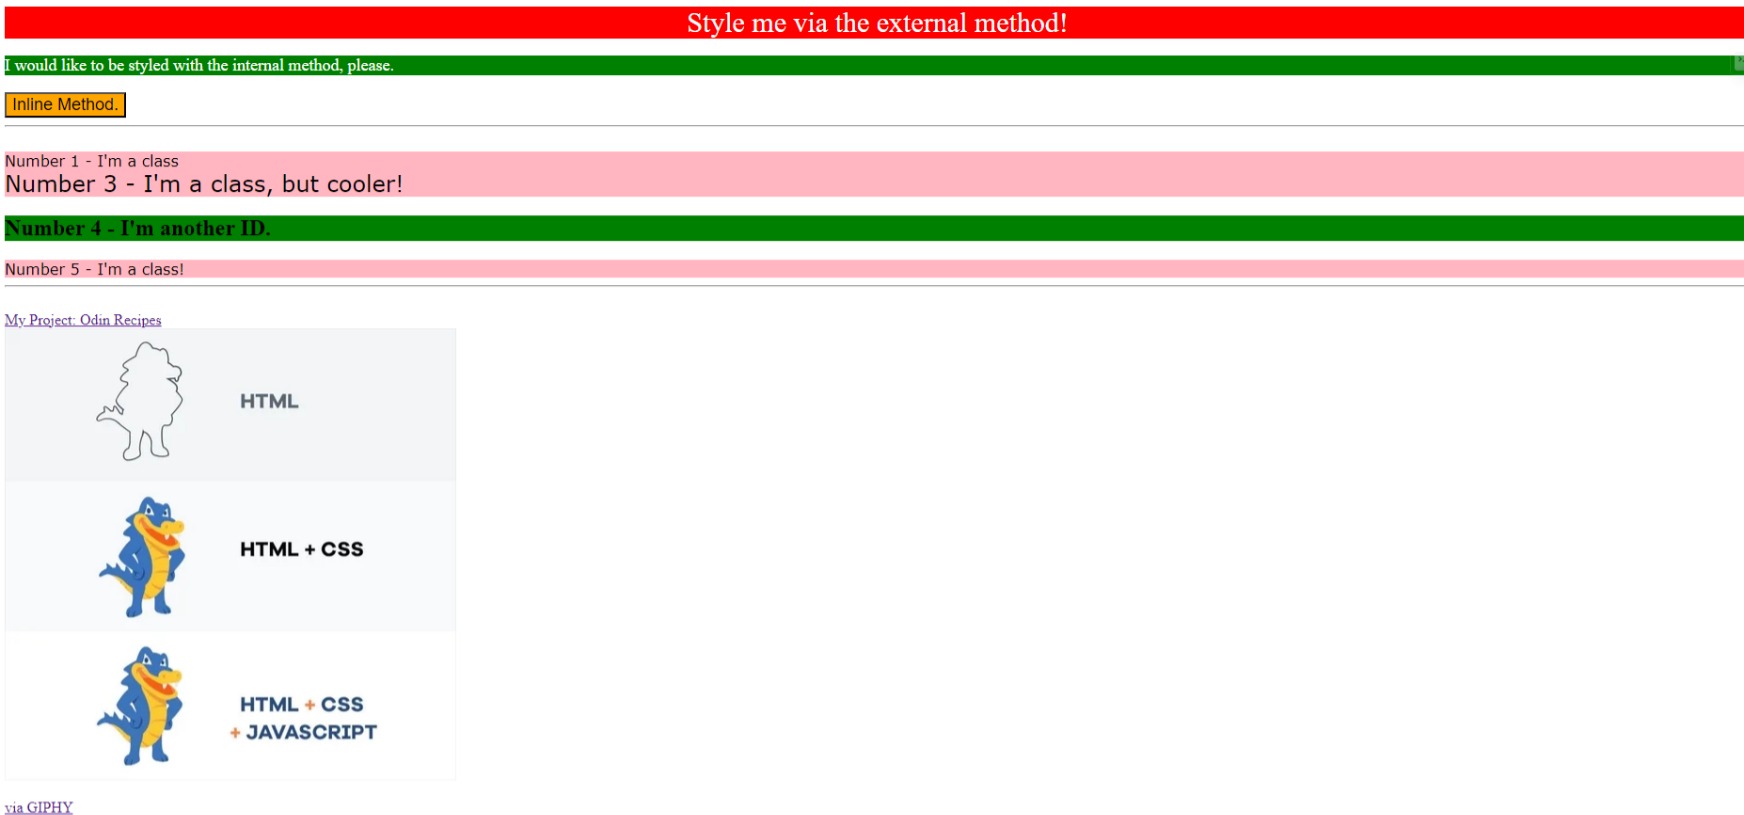 Style me via the external method!
I would like to be styled with the internal method, please.
Inline Method.
Number 1 - I'm a class
Number 3 - I'm a class, but cooler!
Number 4 - I'm another ID.
Number 5 - I'm a class!
My Project: Odin Recipes
HTML
HTML + CSS
HTML + CSS
+ JAVASCRIPT
via GIPHY